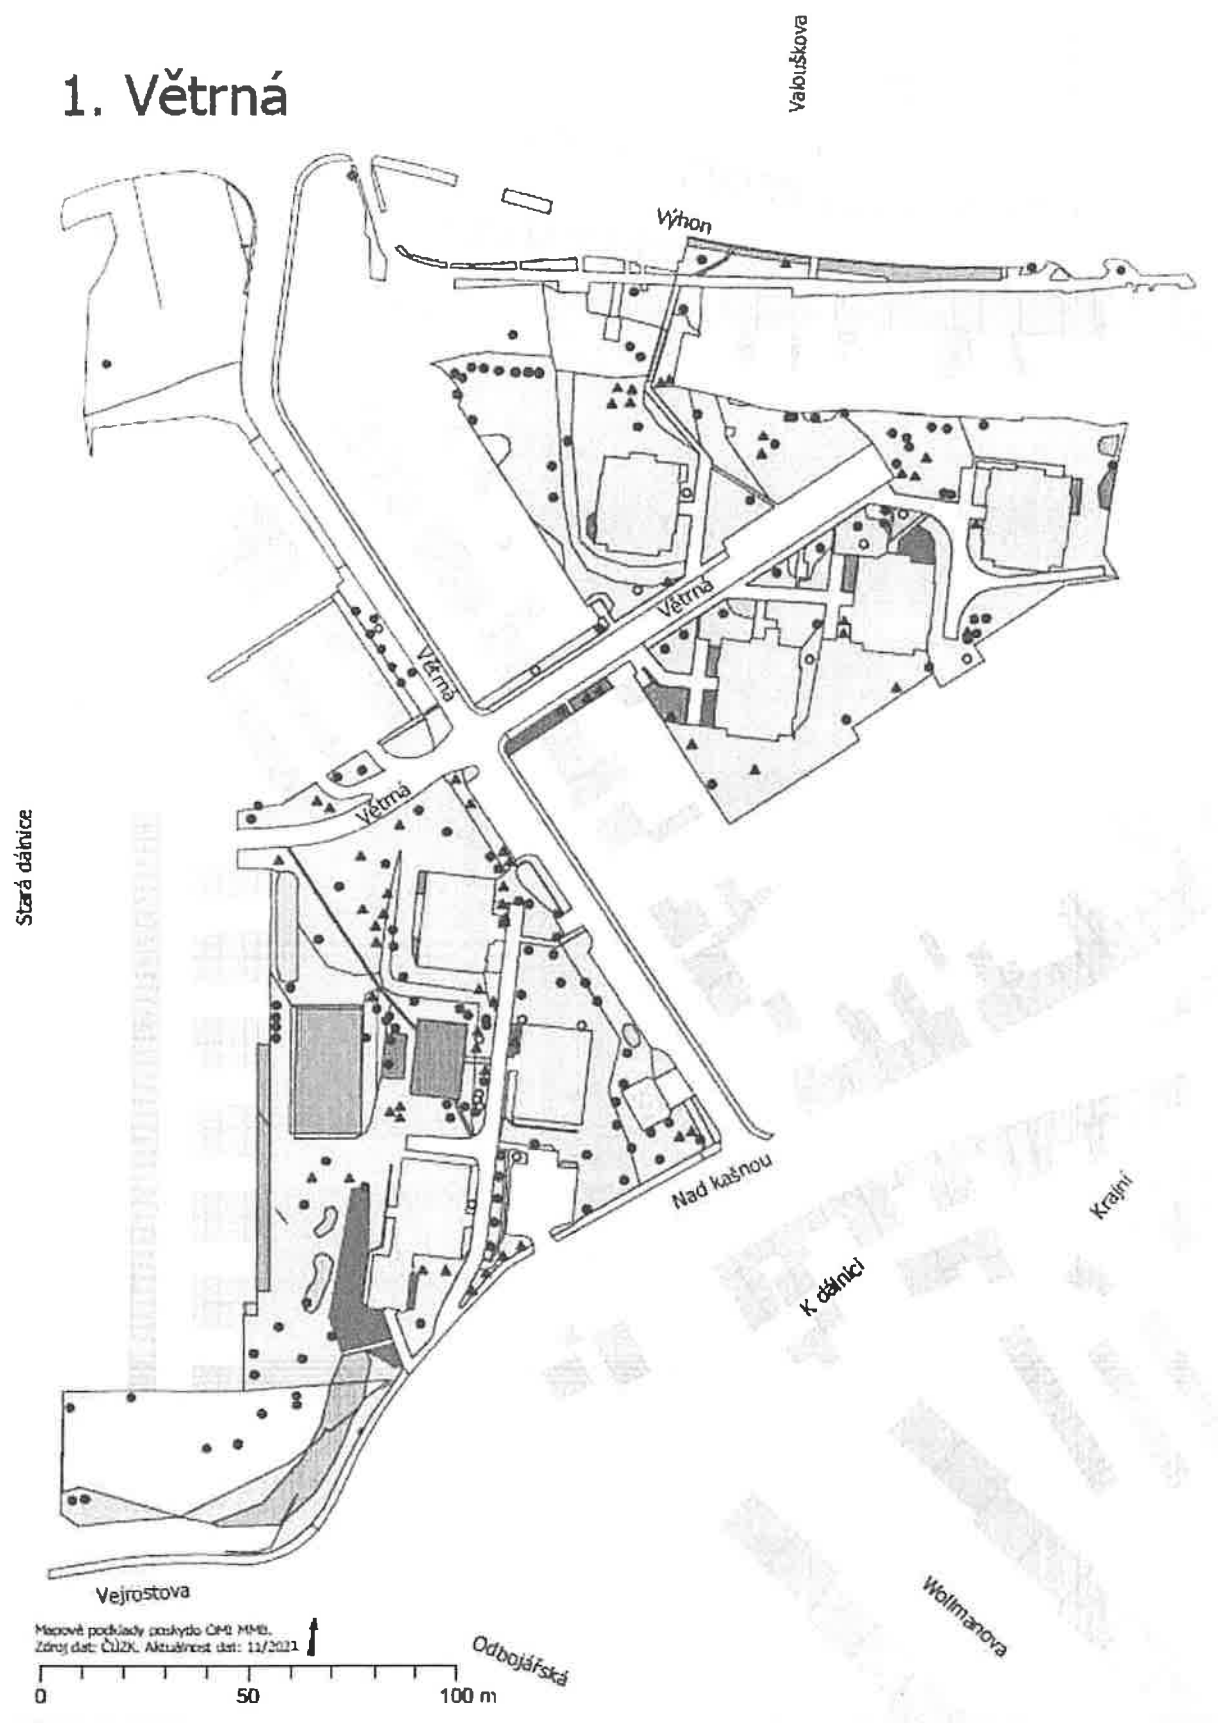 1. Větrná
Valouškova
Výhon
Větrná
Větrná
Větrná
Stará dálnice
Nad kašnou
Krajní
K dálnici
Vejrostova
Wollmanova
Mapové podklady poskytlo OMI MMB.
Zdroj dat: ČÚZK. Aktuálnost dat: 11/2021
Odbojářská
0 50 100 m